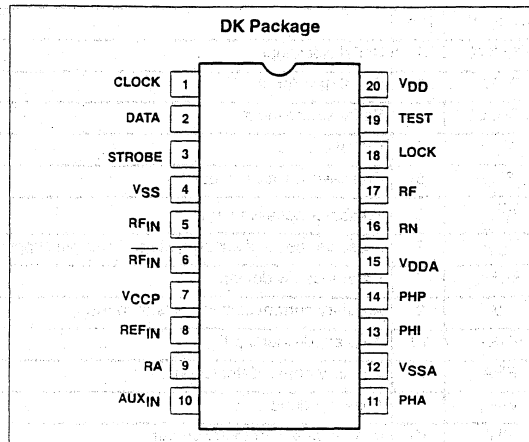 DK Package
CLOCK 1 20 VDD
DATA 2 19 TEST
STROBE 3 18 LOCK
VSS 4 17 RF
RFIN 5 16 RN
RFIN 6 15 VDDA
VCCP 7 14 PHP
REFIN 8 13 PHI
RA 9 12 VSSA
AUXIN 10 11 PHA